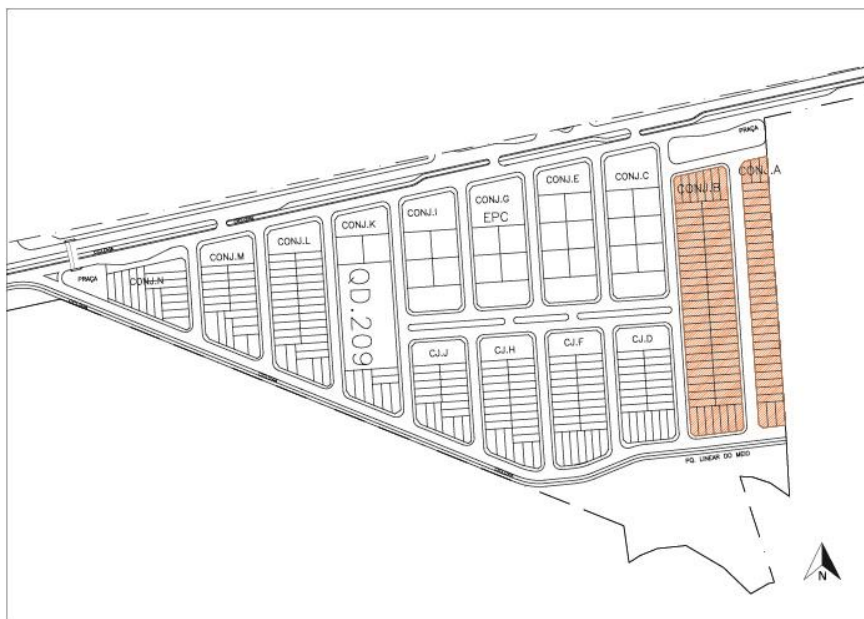 PRAÇA
CONJ.A
CONJ.B
CONJ.C
CONJ.E
CONJ.G
EPC
CONJ.I
CONJ.K
CONJ.L
CONJ.M
CONJ.N
PRAÇA
QD.209
CJ.J
CJ.H
CJ.F
CJ.D
PQ. LINEAR DO MEIO
N